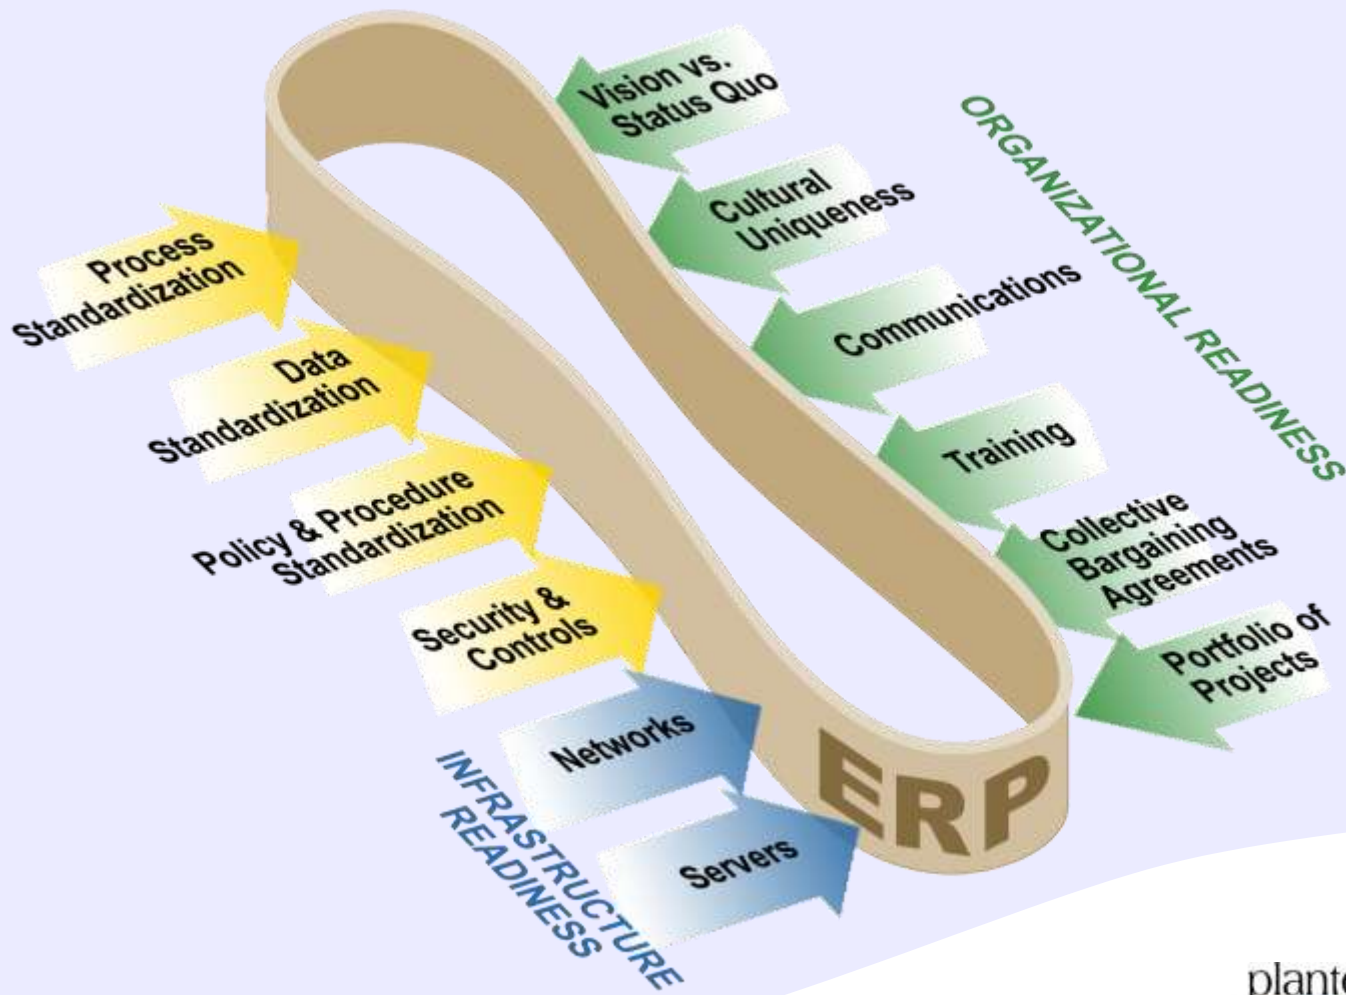 Vision vs.
Status Quo
Cultural
Uniqueness
Communications
Training
Collective
Bargaining
Agreements
Portfolio of
Projects
ORGANIZATIONAL READINESS
Process
Standardization
Data
Standardization
Policy & Procedure
Standardization
Security &
Controls
Networks
Servers
INFRASTRUCTURE
READINESS
ERP